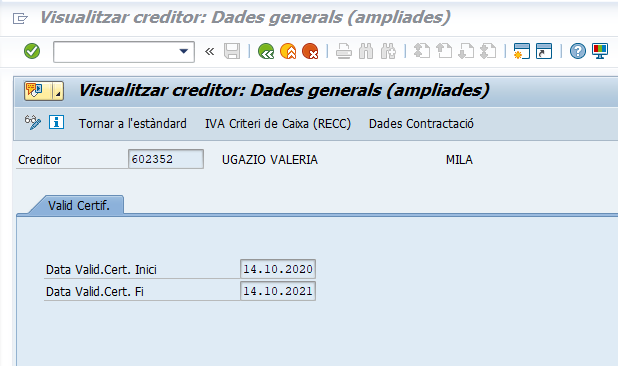 Visualitzar creditor: Dades generals (ampliades)
Visualitzar creditor: Dades generals (ampliades)
Tornar a l'estàndard IVA Criteri de Caixa (RECC) Dades Contractació
Creditor 602352 UGAZIO VALERIA MILA
Valid Certif.
Data Valid.Cert. Inici 14.10.2020
Data Valid.Cert. Fi 14.10.2021